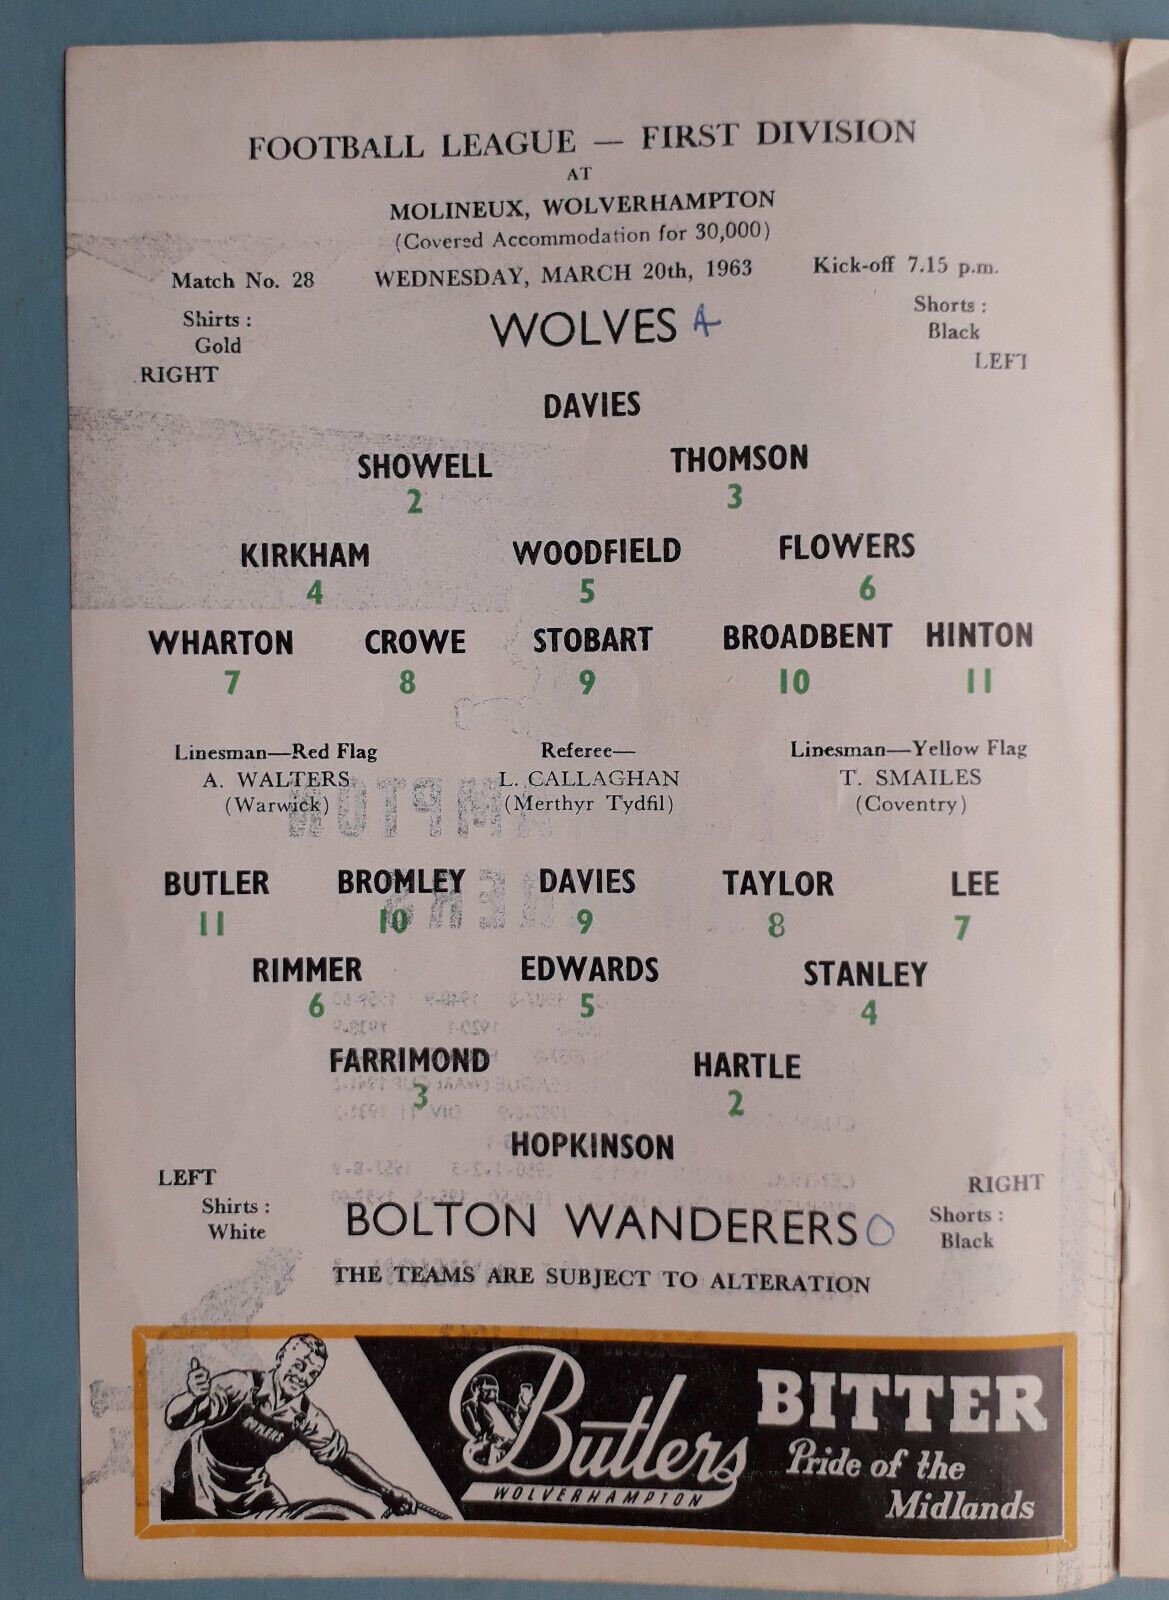 FOOTBALL LEAGUE — FIRST DIVISION
AT
MOLINEUX, WOLVERHAMPTON
(Covered Accommodation for 30,000)
Match No. 28 WEDNESDAY, MARCH 20th, 1963 Kick-off 7.15 p.m.
Shirts : Shorts :
Gold WOLVES 4 Black
RIGHT LEFT
DAVIES
SHOWELL THOMSON
2 3
KIRKHAM WOODFIELD FLOWERS
4 5 6
WHARTON CROWE STOBART BROADBENT HINTON
7 8 9 10 11
Linesman—Red Flag Referee— Linesman—Yellow Flag
A. WALTERS L. CALLAGHAN T. SMAILES
(Warwick) (Merthyr Tydfil) (Coventry)
BUTLER BROMLEY DAVIES TAYLOR LEE
11 10 9 8 7
RIMMER EDWARDS STANLEY
6 5 4
FARRIMOND HARTLE
3 2
HOPKINSON
LEFT RIGHT
Shirts : Shorts :
White BOLTON WANDERERS 0 Black
THE TEAMS ARE SUBJECT TO ALTERATION
BUTLERS
Butlers
WOLVERHAMPTON
BITTER
Pride of the
Midlands